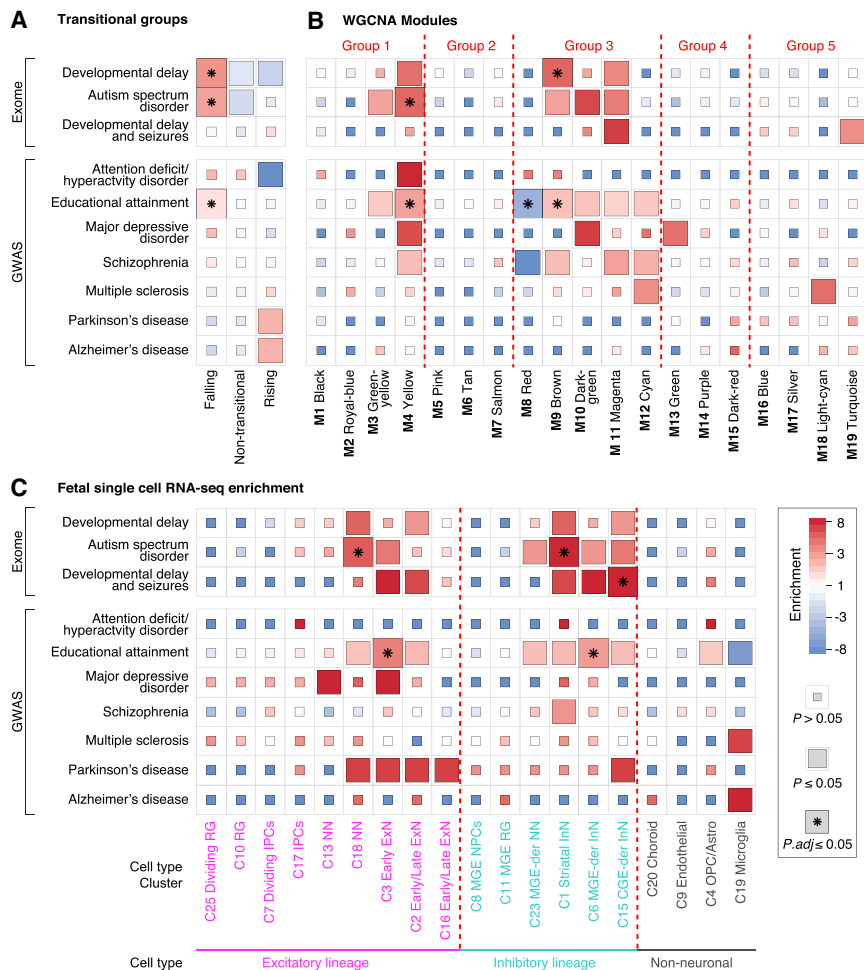 A Transitional groups
B WGCNA Modules
Group 1 Group 2 Group 3 Group 4 Group 5
Exome
Developmental delay
Autism spectrum
disorder
Developmental delay
and seizures
GWAS
Attention deficit/
hyperactvity disorder
Educational attainment
Major depressive
disorder
Schizophrenia
Multiple sclerosis
Parkinson's disease
Alzheimer's disease
Falling
Non-transitional
Rising
M1 Black
M2 Royal-blue
M3 Green-
yellow
M4 Yellow
M5 Pink
M6 Tan
M7 Salmon
M8 Red
M9 Brown
M10 Dark-
green
M 11 Magenta
M12 Cyan
M13 Green
M14 Purple
M15 Dark-red
M16 Blue
M17 Silver
M18 Light-cyan
M19 Turquoise
C Fetal single cell RNA-seq enrichment
Exome
Developmental delay
Autism spectrum
disorder
Developmental delay
and seizures
GWAS
Attention deficit/
hyperactvity disorder
Educational attainment
Major depressive
disorder
Schizophrenia
Multiple sclerosis
Parkinson's disease
Alzheimer's disease
Cell type
Cluster
C25 Dividing RG
C10 RG
C7 Dividing IPCs
C17 IPCs
C13 NN
C18 NN
C3 Early ExN
C2 Early/Late ExN
C16 Early/Late ExN
C8 MGE NPCs
C11 MGE RG
C23 MGE-der NN
C1 Striatal InN
C6 MGE-der InN
C15 CGE-der InN
C20 Choroid
C9 Endothelial
C4 OPC/Astro
C19 Microglia
Cell type Excitatory lineage Inhibitory lineage Non-neuronal
Enrichment
8
3
1
-3
-8
P > 0.05
P ≤ 0.05
P.adj ≤ 0.05